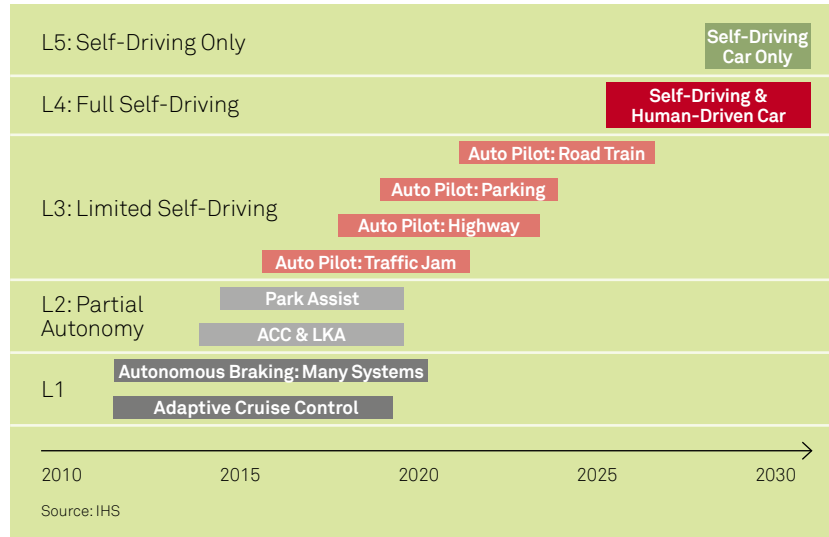 L5: Self-Driving Only
Self-Driving
Car Only
L4: Full Self-Driving
Self-Driving &
Human-Driven Car
Auto Pilot: Road Train
Auto Pilot: Parking
L3: Limited Self-Driving
Auto Pilot: Highway
Auto Pilot: Traffic Jam
L2: Partial
Autonomy
Park Assist
ACC & LKA
L1
Autonomous Braking: Many Systems
Adaptive Cruise Control
2010 2015 2020 2025 2030
Source: IHS